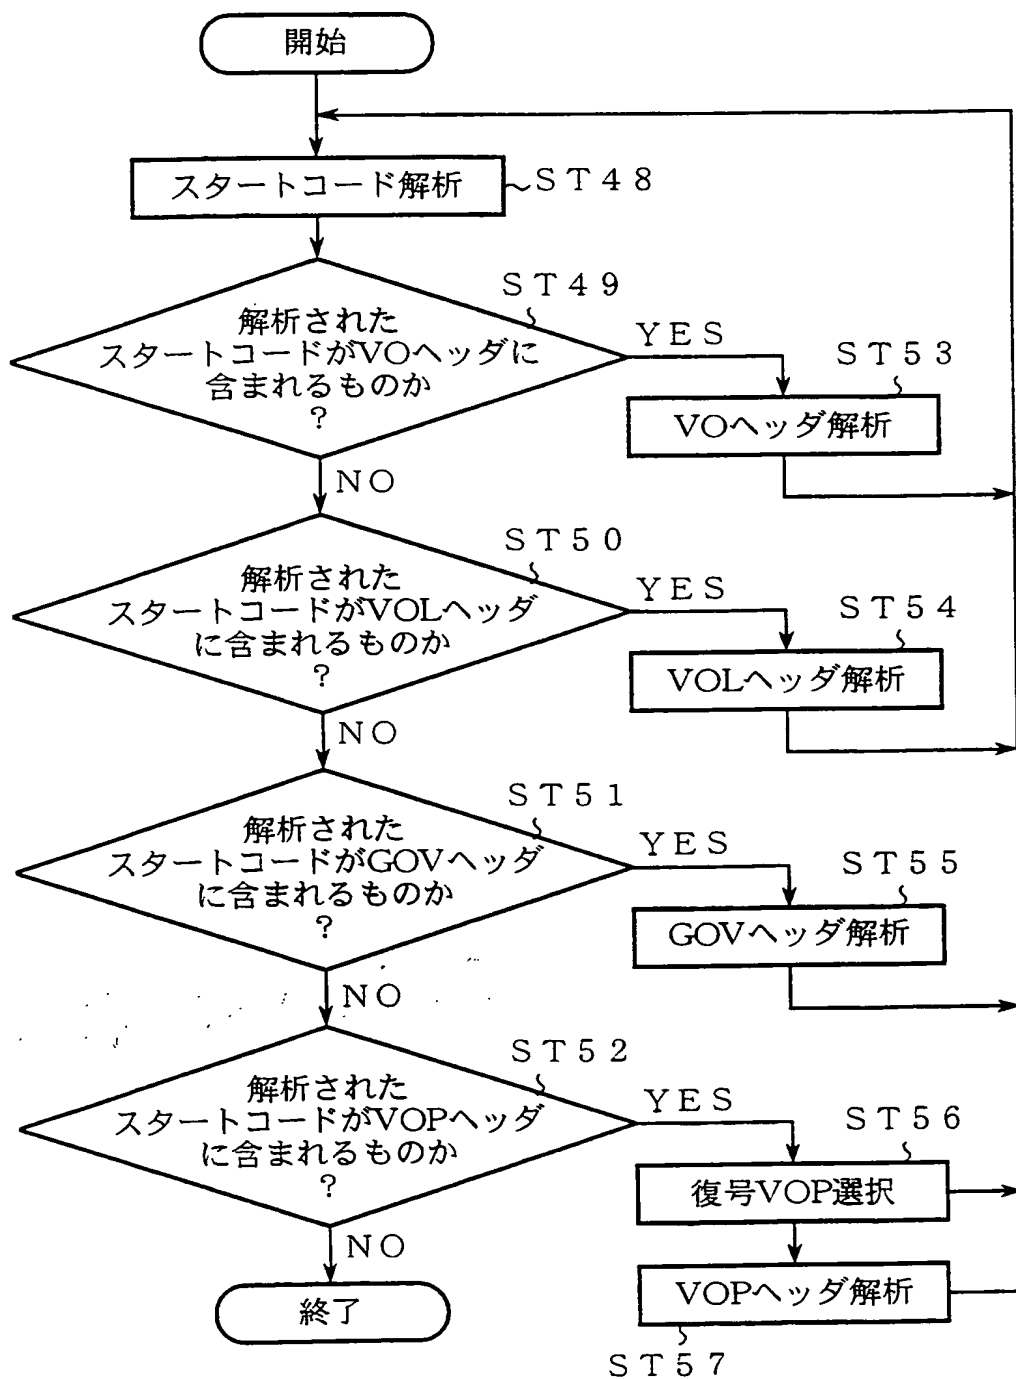 開始
スタートコード解析
ＳＴ４８
ＳＴ４９
解析された
スタートコードがVOヘッダに
含まれるものか
？
ＹＥＳ
ＳＴ５３
VOヘッダ解析
ＮＯ
ＳＴ５０
解析された
スタートコードがVOLヘッダ
に含まれるものか
？
ＹＥＳ
ＳＴ５４
VOLヘッダ解析
ＮＯ
ＳＴ５１
解析された
スタートコードがGOVヘッダ
に含まれるものか
？
ＹＥＳ
ＳＴ５５
GOVヘッダ解析
ＮＯ
ＳＴ５２
解析された
スタートコードがVOPヘッダ
に含まれるものか
？
ＹＥＳ
ＳＴ５６
復号VOP選択
ＮＯ
VOPヘッダ解析
ＳＴ５７
終了